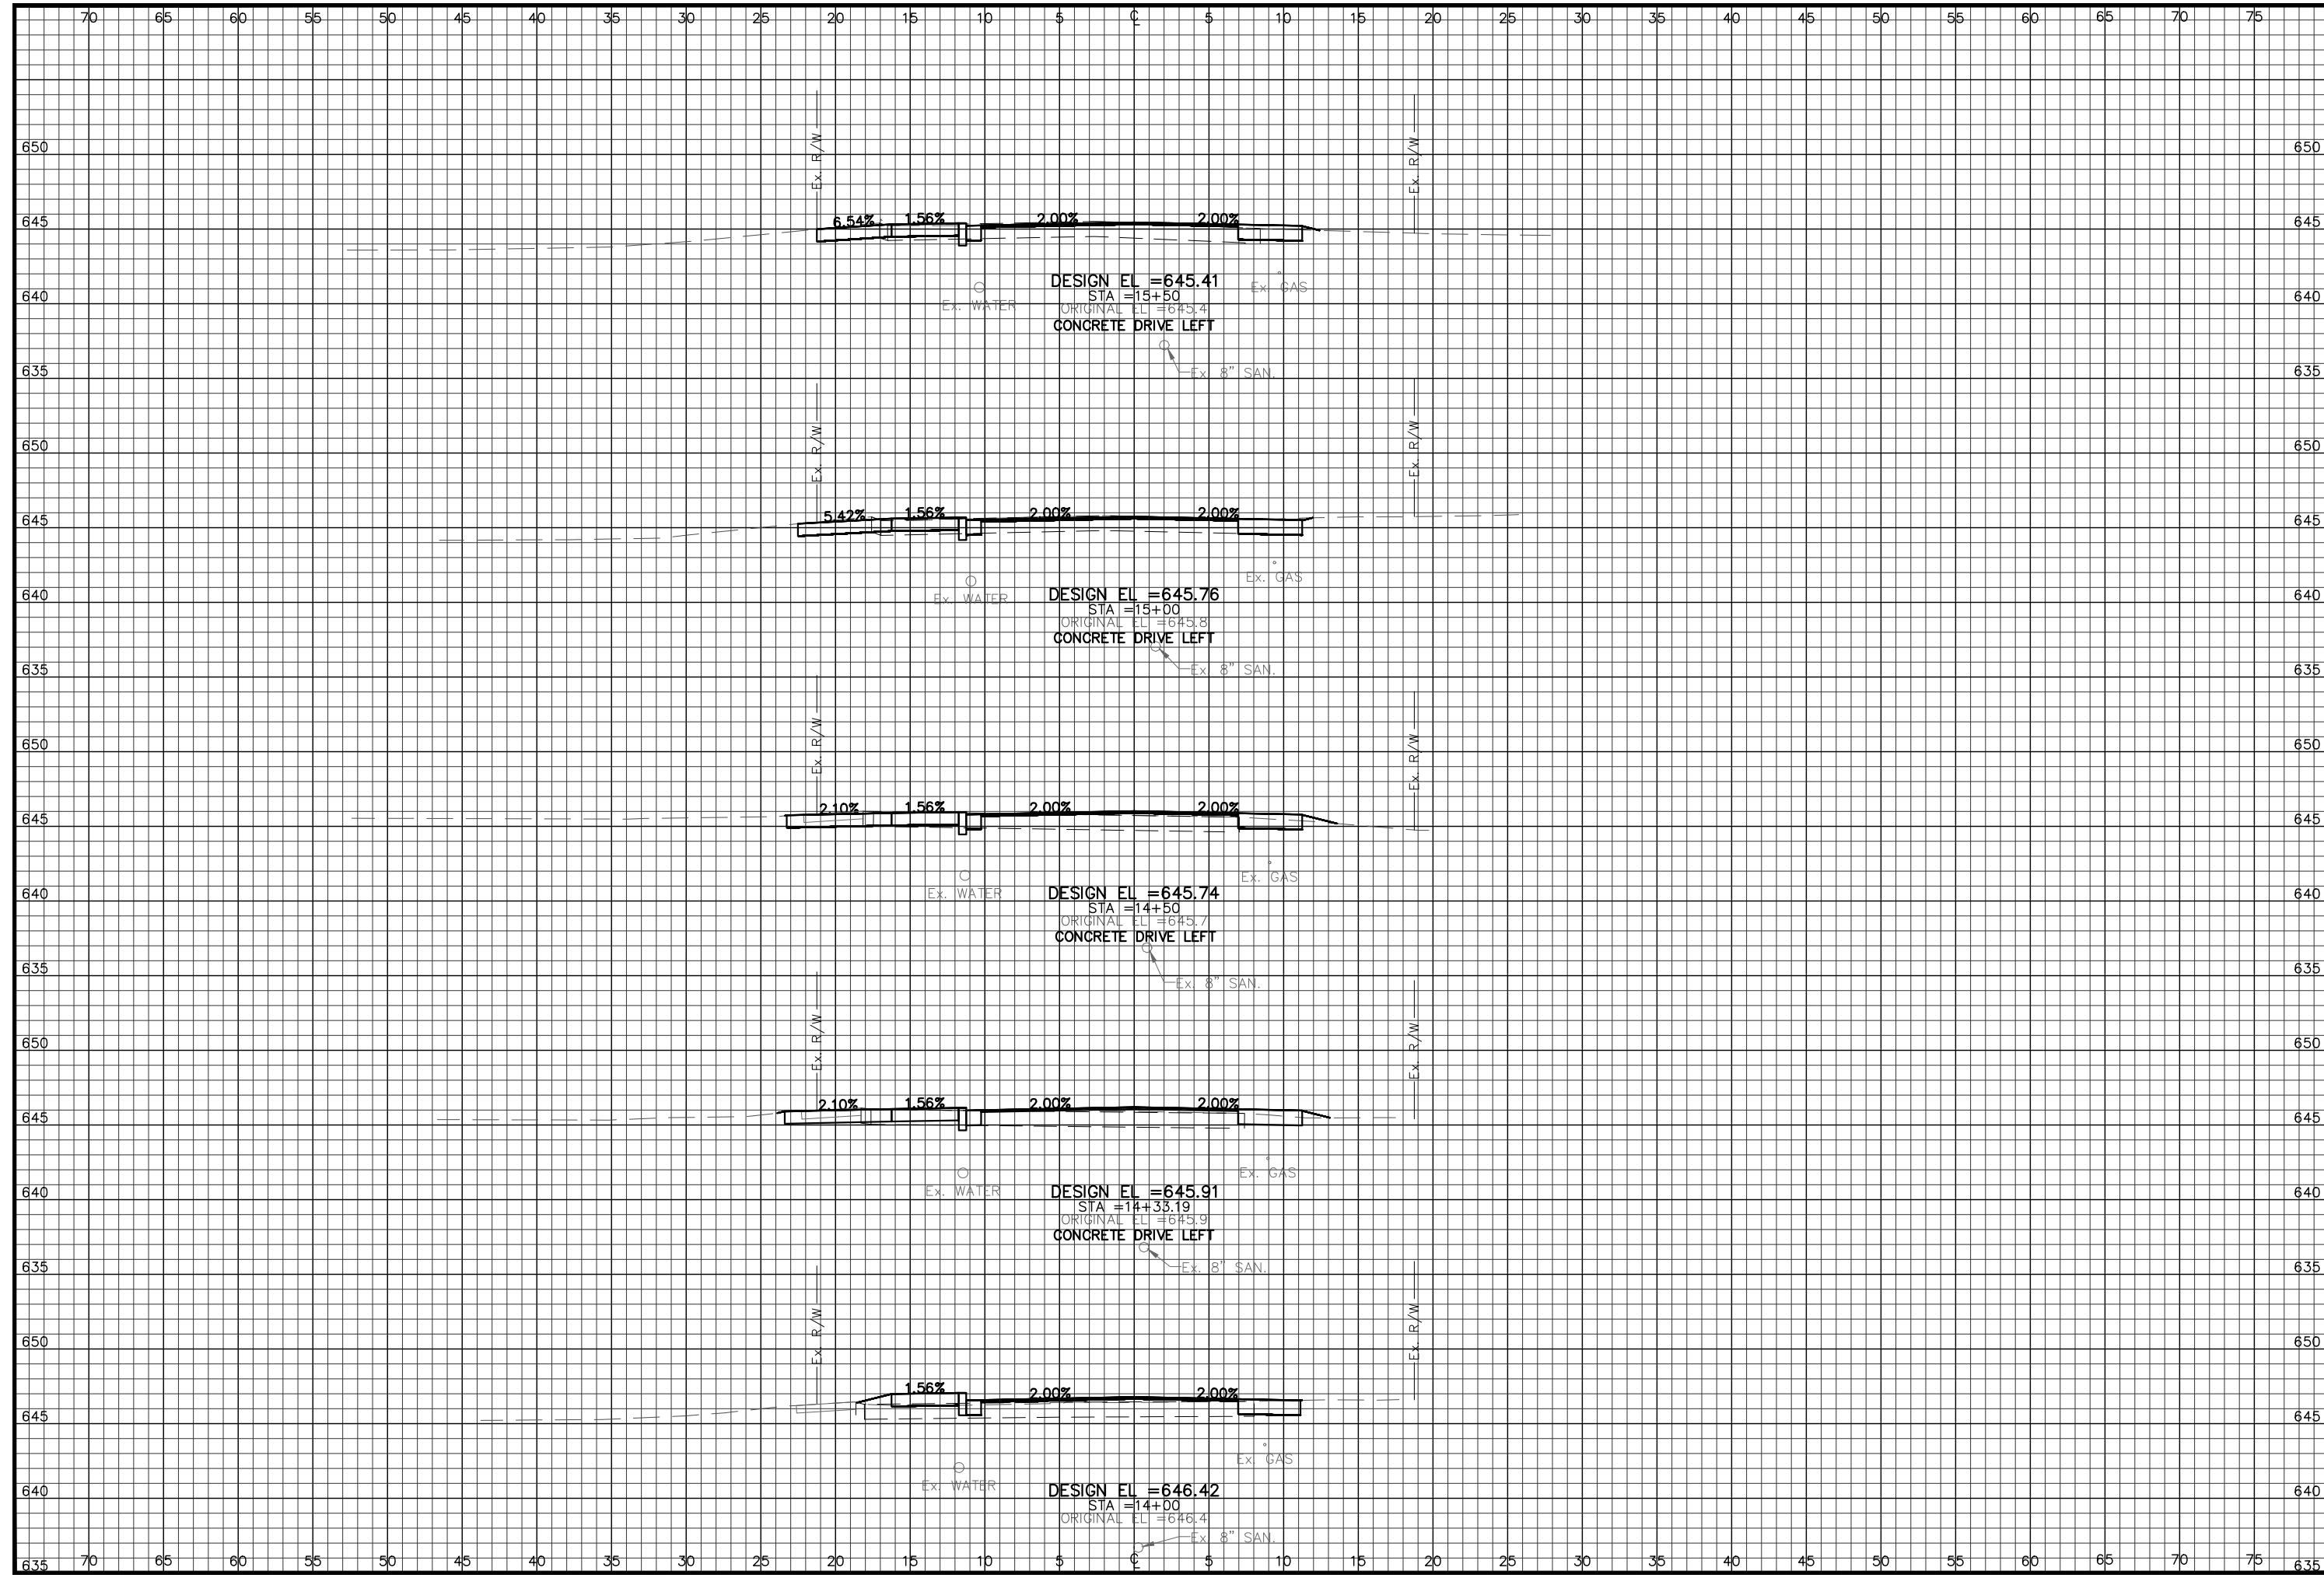 70 65 60 55 50 45 40 35 30 25 20 15 10 5 ℄ 5 10 15 20 25 30 35 40 45 50 55 60 65 70 75
Ex. R/W Ex. R/W
650 650
6.54% 1.56% 2.00% 2.00%
645 645
DESIGN EL =645.41
STA =15+50
ORIGINAL EL =645.4
CONCRETE DRIVE LEFT
Ex. WATER
Ex. GAS
640 640
Ex. 8" SAN.
635 635
Ex. R/W Ex. R/W
650 650
5.42% 1.56% 2.00% 2.00%
645 645
DESIGN EL =645.76
STA =15+00
ORIGINAL EL =645.8
CONCRETE DRIVE LEFT
Ex. WATER
Ex. GAS
640 640
Ex. 8" SAN.
635 635
Ex. R/W Ex. R/W
650 650
2.10% 1.56% 2.00% 2.00%
645 645
DESIGN EL =645.74
STA =14+50
ORIGINAL EL =645.7
CONCRETE DRIVE LEFT
Ex. WATER
Ex. GAS
640 640
Ex. 8" SAN.
635 635
Ex. R/W Ex. R/W
650 650
2.10% 1.56% 2.00% 2.00%
645 645
DESIGN EL =645.91
STA =14+33.19
ORIGINAL EL =645.9
CONCRETE DRIVE LEFT
Ex. WATER
Ex. GAS
640 640
Ex. 8" SAN.
635 635
Ex. R/W Ex. R/W
650 650
1.56% 2.00% 2.00%
645 645
Ex. WATER
Ex. GAS
DESIGN EL =646.42
STA =14+00
ORIGINAL EL =646.4
640 640
Ex. 8" SAN.
635 635
70 65 60 55 50 45 40 35 30 25 20 15 10 5 ℄ 5 10 15 20 25 30 35 40 45 50 55 60 65 70 75